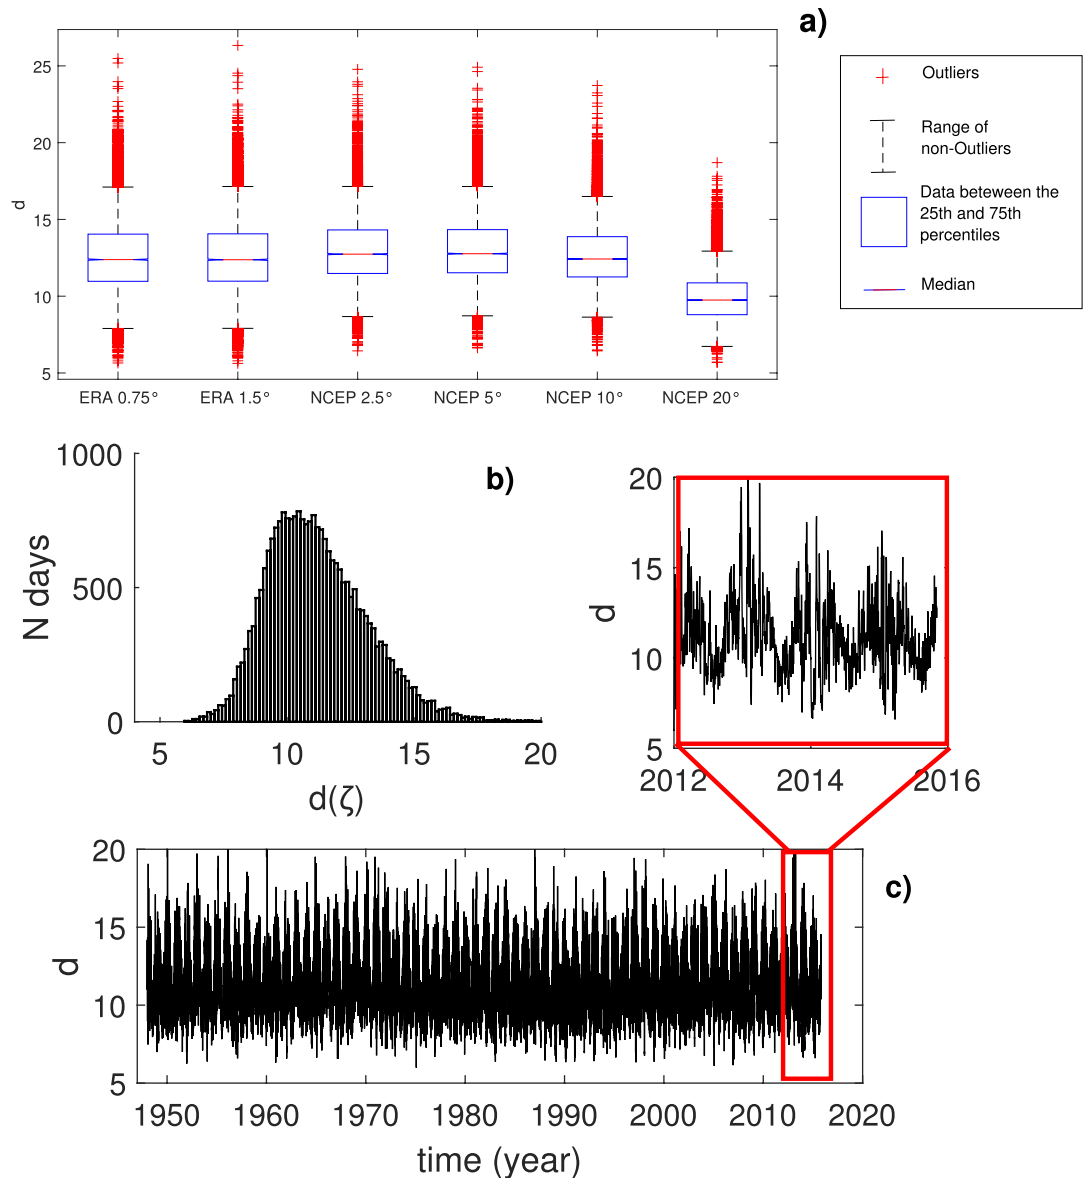 a)
d
25
20
15
10
5
ERA 0.75°
ERA 1.5°
NCEP 2.5°
NCEP 5°
NCEP 10°
NCEP 20°
Outliers
Range of
non-Outliers
Data beteween the
25th and 75th
percentiles
Median
b)
N days
1000
500
0
5
10
15
20
d(ζ)
d
20
15
10
5
2012
2014
2016
c)
d
20
15
10
5
1950
1960
1970
1980
1990
2000
2010
2020
time (year)